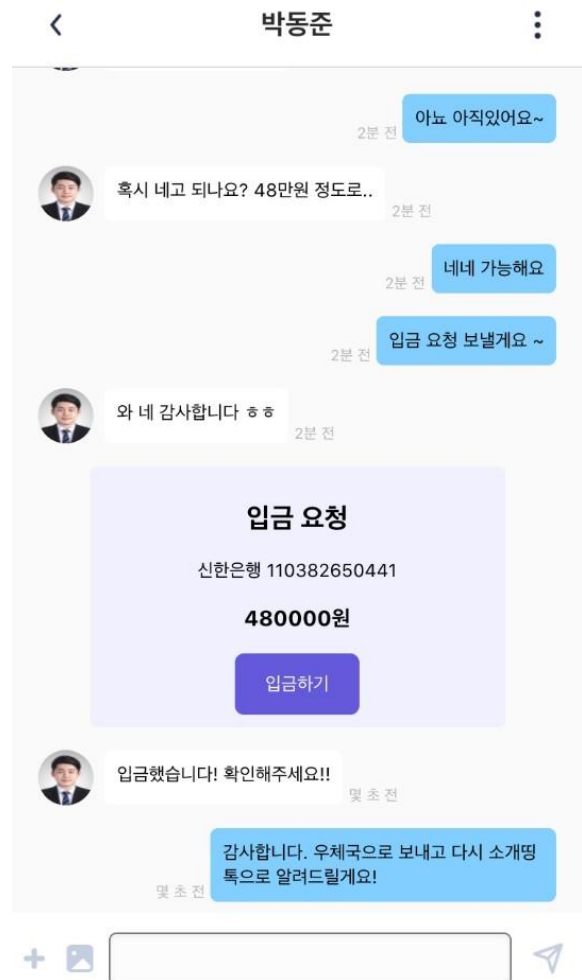 박동준
아뇨 아직있어요~
2분 전
혹시 네고 되나요? 48만원 정도로..
2분 전
네네 가능해요
2분 전
입금 요청 보낼게요 ~
2분 전
와 네 감사합니다 ㅎㅎ
2분 전
입금 요청
신한은행 110382650441
480000원
입금하기
입금했습니다! 확인해주세요!!
몇 초 전
감사합니다. 우체국으로 보내고 다시 소개띵
톡으로 알려드릴게요!
몇 초 전